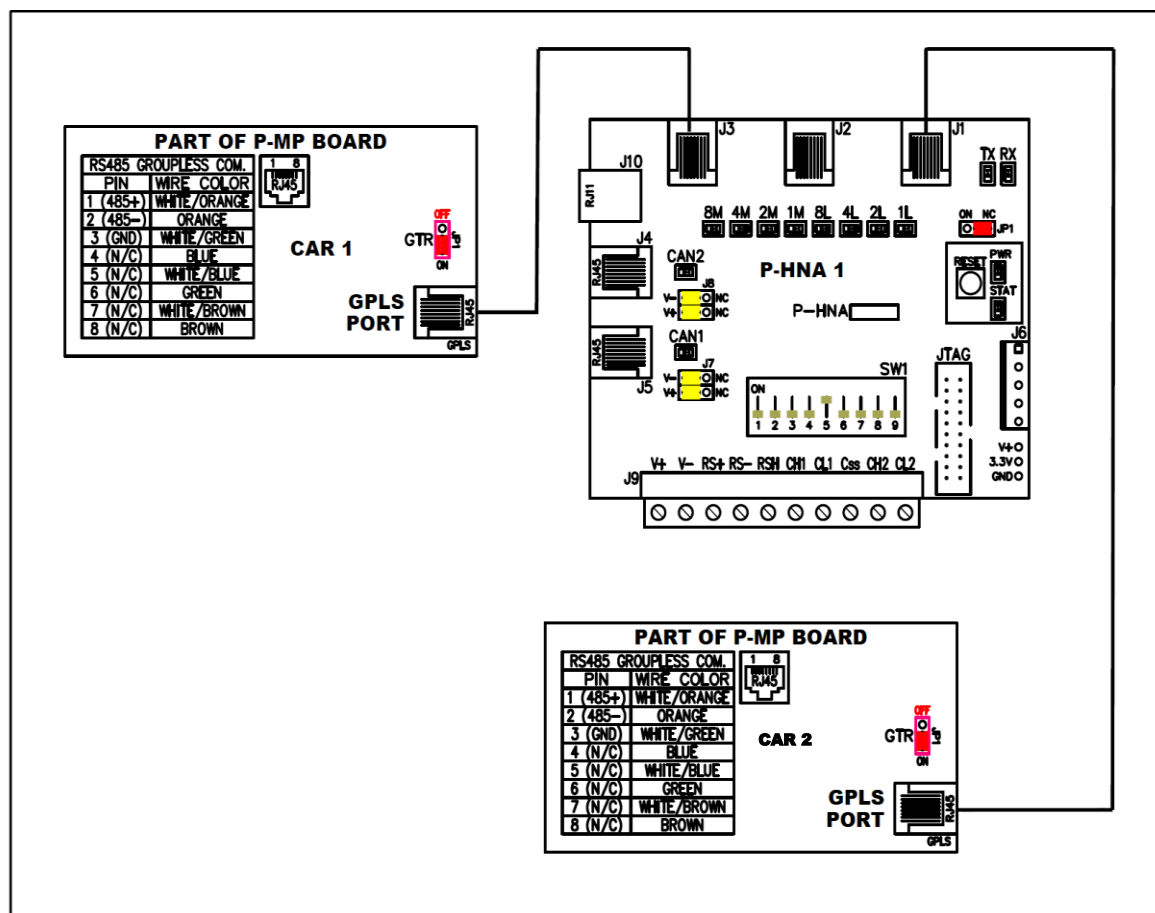 PART OF P-MP BOARD
RS485 GROUPLESS COM.
PIN WIRE COLOR
1 (485+) WHITE/ORANGE
2 (485-) ORANGE
3 (GND) WHITE/GREEN
4 (N/C) BLUE
5 (N/C) WHITE/BLUE
6 (N/C) GREEN
7 (N/C) WHITE/BROWN
8 (N/C) BROWN
1 8
RJ45
CAR 1
OFF
GTR JP1
ON
GPLS
PORT
RJ45
GPLS
J3
J2
J1
TX RX
J10
RJ11
8M 4M 2M 1M 8L 4L 2L 1L
ON NC
JP1
J4
RJ45
CAN2
P-HNA 1
RESET
PWR
STAT
J8
V- NC
V+ NC
P-HNA
RJ45
J5
CAN1
J7
V- NC
V+ NC
SW1
ON
1 2 3 4 5 6 7 8 9
JTAG
J6
V+
3.3V
GND
J9
V+ V- RS+ RS- RSH CH1 CL1 Css CH2 CL2
PART OF P-MP BOARD
RS485 GROUPLESS COM.
PIN WIRE COLOR
1 (485+) WHITE/ORANGE
2 (485-) ORANGE
3 (GND) WHITE/GREEN
4 (N/C) BLUE
5 (N/C) WHITE/BLUE
6 (N/C) GREEN
7 (N/C) WHITE/BROWN
8 (N/C) BROWN
1 8
RJ45
CAR 2
OFF
GTR JP1
ON
GPLS
PORT
RJ45
GPLS